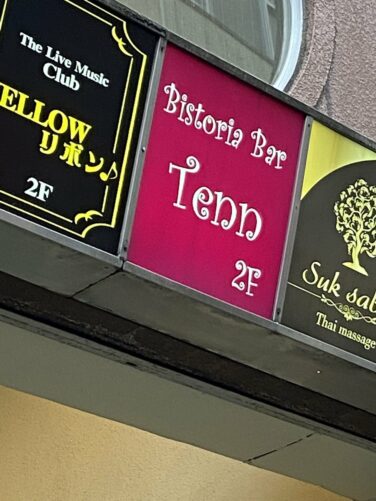 The Live Music
Club
ELLOW
リボン♪
2F
Bistoria Bar
Tenn
2F
Suk sab
Thai massage